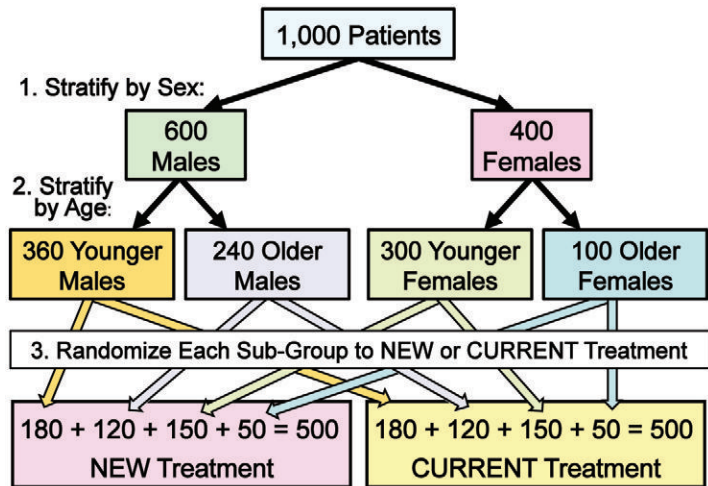 1,000 Patients
1. Stratify by Sex:
600
Males
400
Females
2. Stratify
by Age:
360 Younger
Males
240 Older
Males
300 Younger
Females
100 Older
Females
3. Randomize Each Sub-Group to NEW or CURRENT Treatment
180 + 120 + 150 + 50 = 500
NEW Treatment
180 + 120 + 150 + 50 = 500
CURRENT Treatment